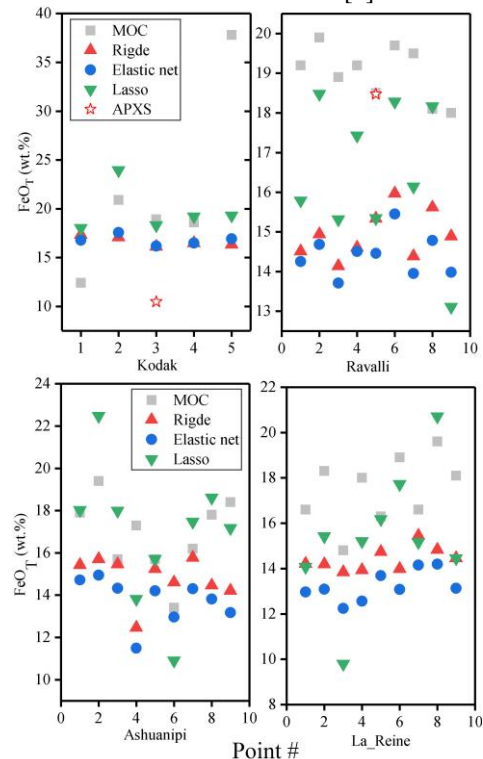 MOC
Rigde
Elastic net
Lasso
APXS
FeO_T (wt.%)
40
35
30
25
20
15
10
1 2 3 4 5
Kodak
20
19
18
17
16
15
14
13
0 2 4 6 8 10
Ravalli
MOC
Rigde
Elastic net
Lasso
FeO_T (wt.%)
24
22
20
18
16
14
12
10
0 2 4 6 8 10
Ashuanipi
22
20
18
16
14
12
10
8
0 2 4 6 8 10
La_Reine
Point #